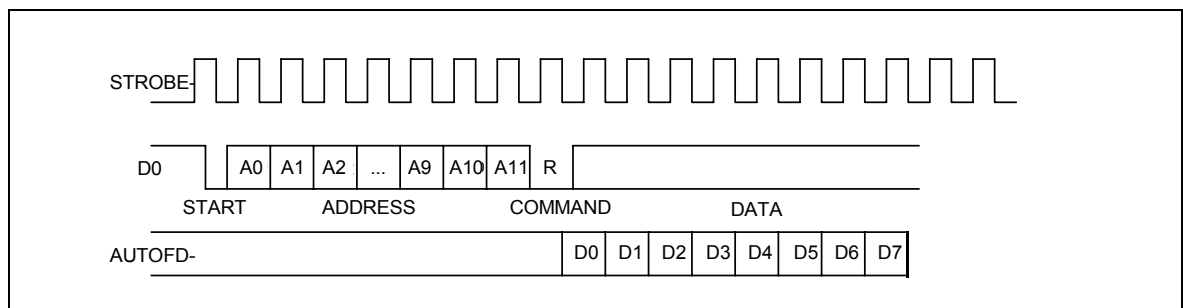 STROBE-
D0 A0 A1 A2 ... A9 A10 A11 R
START ADDRESS COMMAND DATA
AUTOFD- D0 D1 D2 D3 D4 D5 D6 D7